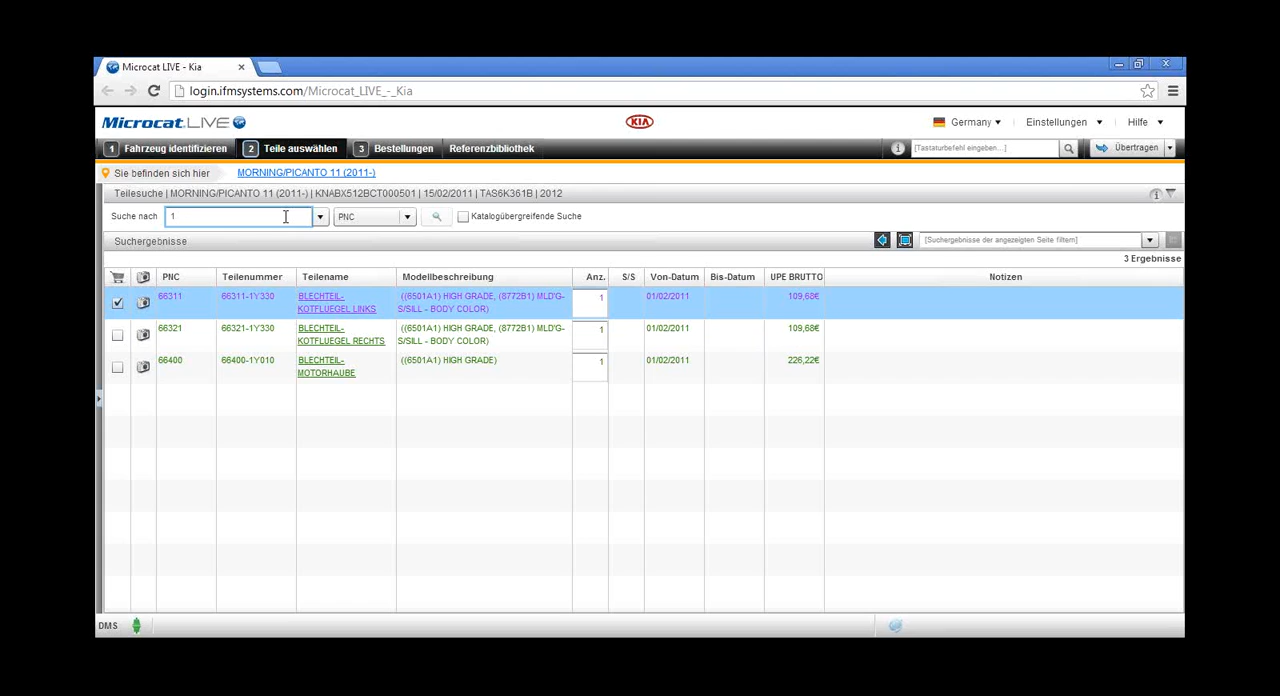 Microcat LIVE - Kia
login.ifmsystems.com/Microcat_LIVE_-_Kia
Microcat.LIVE
KIA
Germany
Einstellungen
Hilfe
1 Fahrzeug identifizieren
2 Teile auswählen
3 Bestellungen
Referenzbibliothek
[Tastaturbefehl eingeben...]
Übertragen
Sie befinden sich hier
MORNING/PICANTO 11 (2011-)
Teilesuche | MORNING/PICANTO 11 (2011-) | KNABX512BCT000501 | 15/02/2011 | TAS6K361B | 2012
Suche nach
1
PNC
Katalogübergreifende Suche
Suchergebnisse
[Suchergebnisse der angezeigten Seite filtern]
3 Ergebnisse
PNC Teilenummer Teilename Modellbeschreibung Anz. S/S Von-Datum Bis-Datum UPE BRUTTO Notizen
66311 66311-1Y330 BLECHTEIL- ((6501A1) HIGH GRADE, (8772B1) MLD'G- 1 01/02/2011 109,68€
KOTFLUEGEL LINKS S/SILL - BODY COLOR)
66321 66321-1Y330 BLECHTEIL- ((6501A1) HIGH GRADE, (8772B1) MLD'G- 1 01/02/2011 109,68€
KOTFLUEGEL RECHTS S/SILL - BODY COLOR)
66400 66400-1Y010 BLECHTEIL- ((6501A1) HIGH GRADE) 1 01/02/2011 226,22€
MOTORHAUBE
DMS